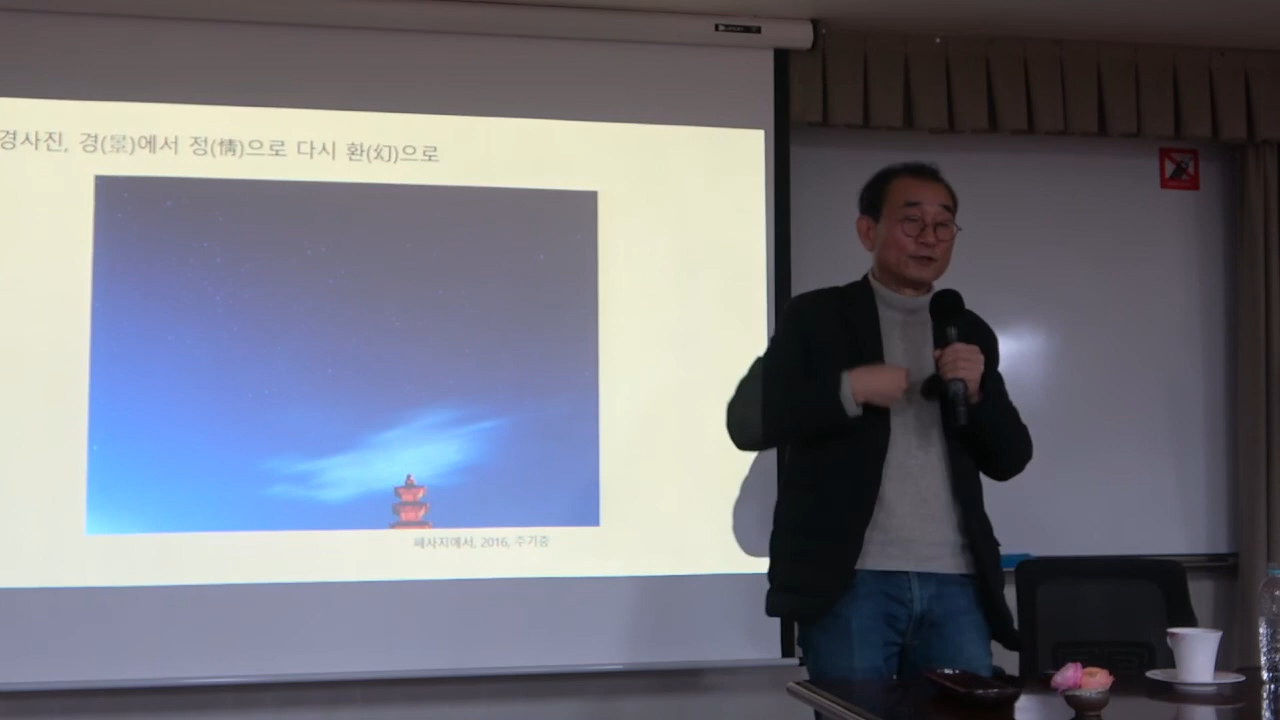 경사진, 경(景)에서 정(情)으로 다시 환(幻)으로
폐사지에서, 2016, 주기중